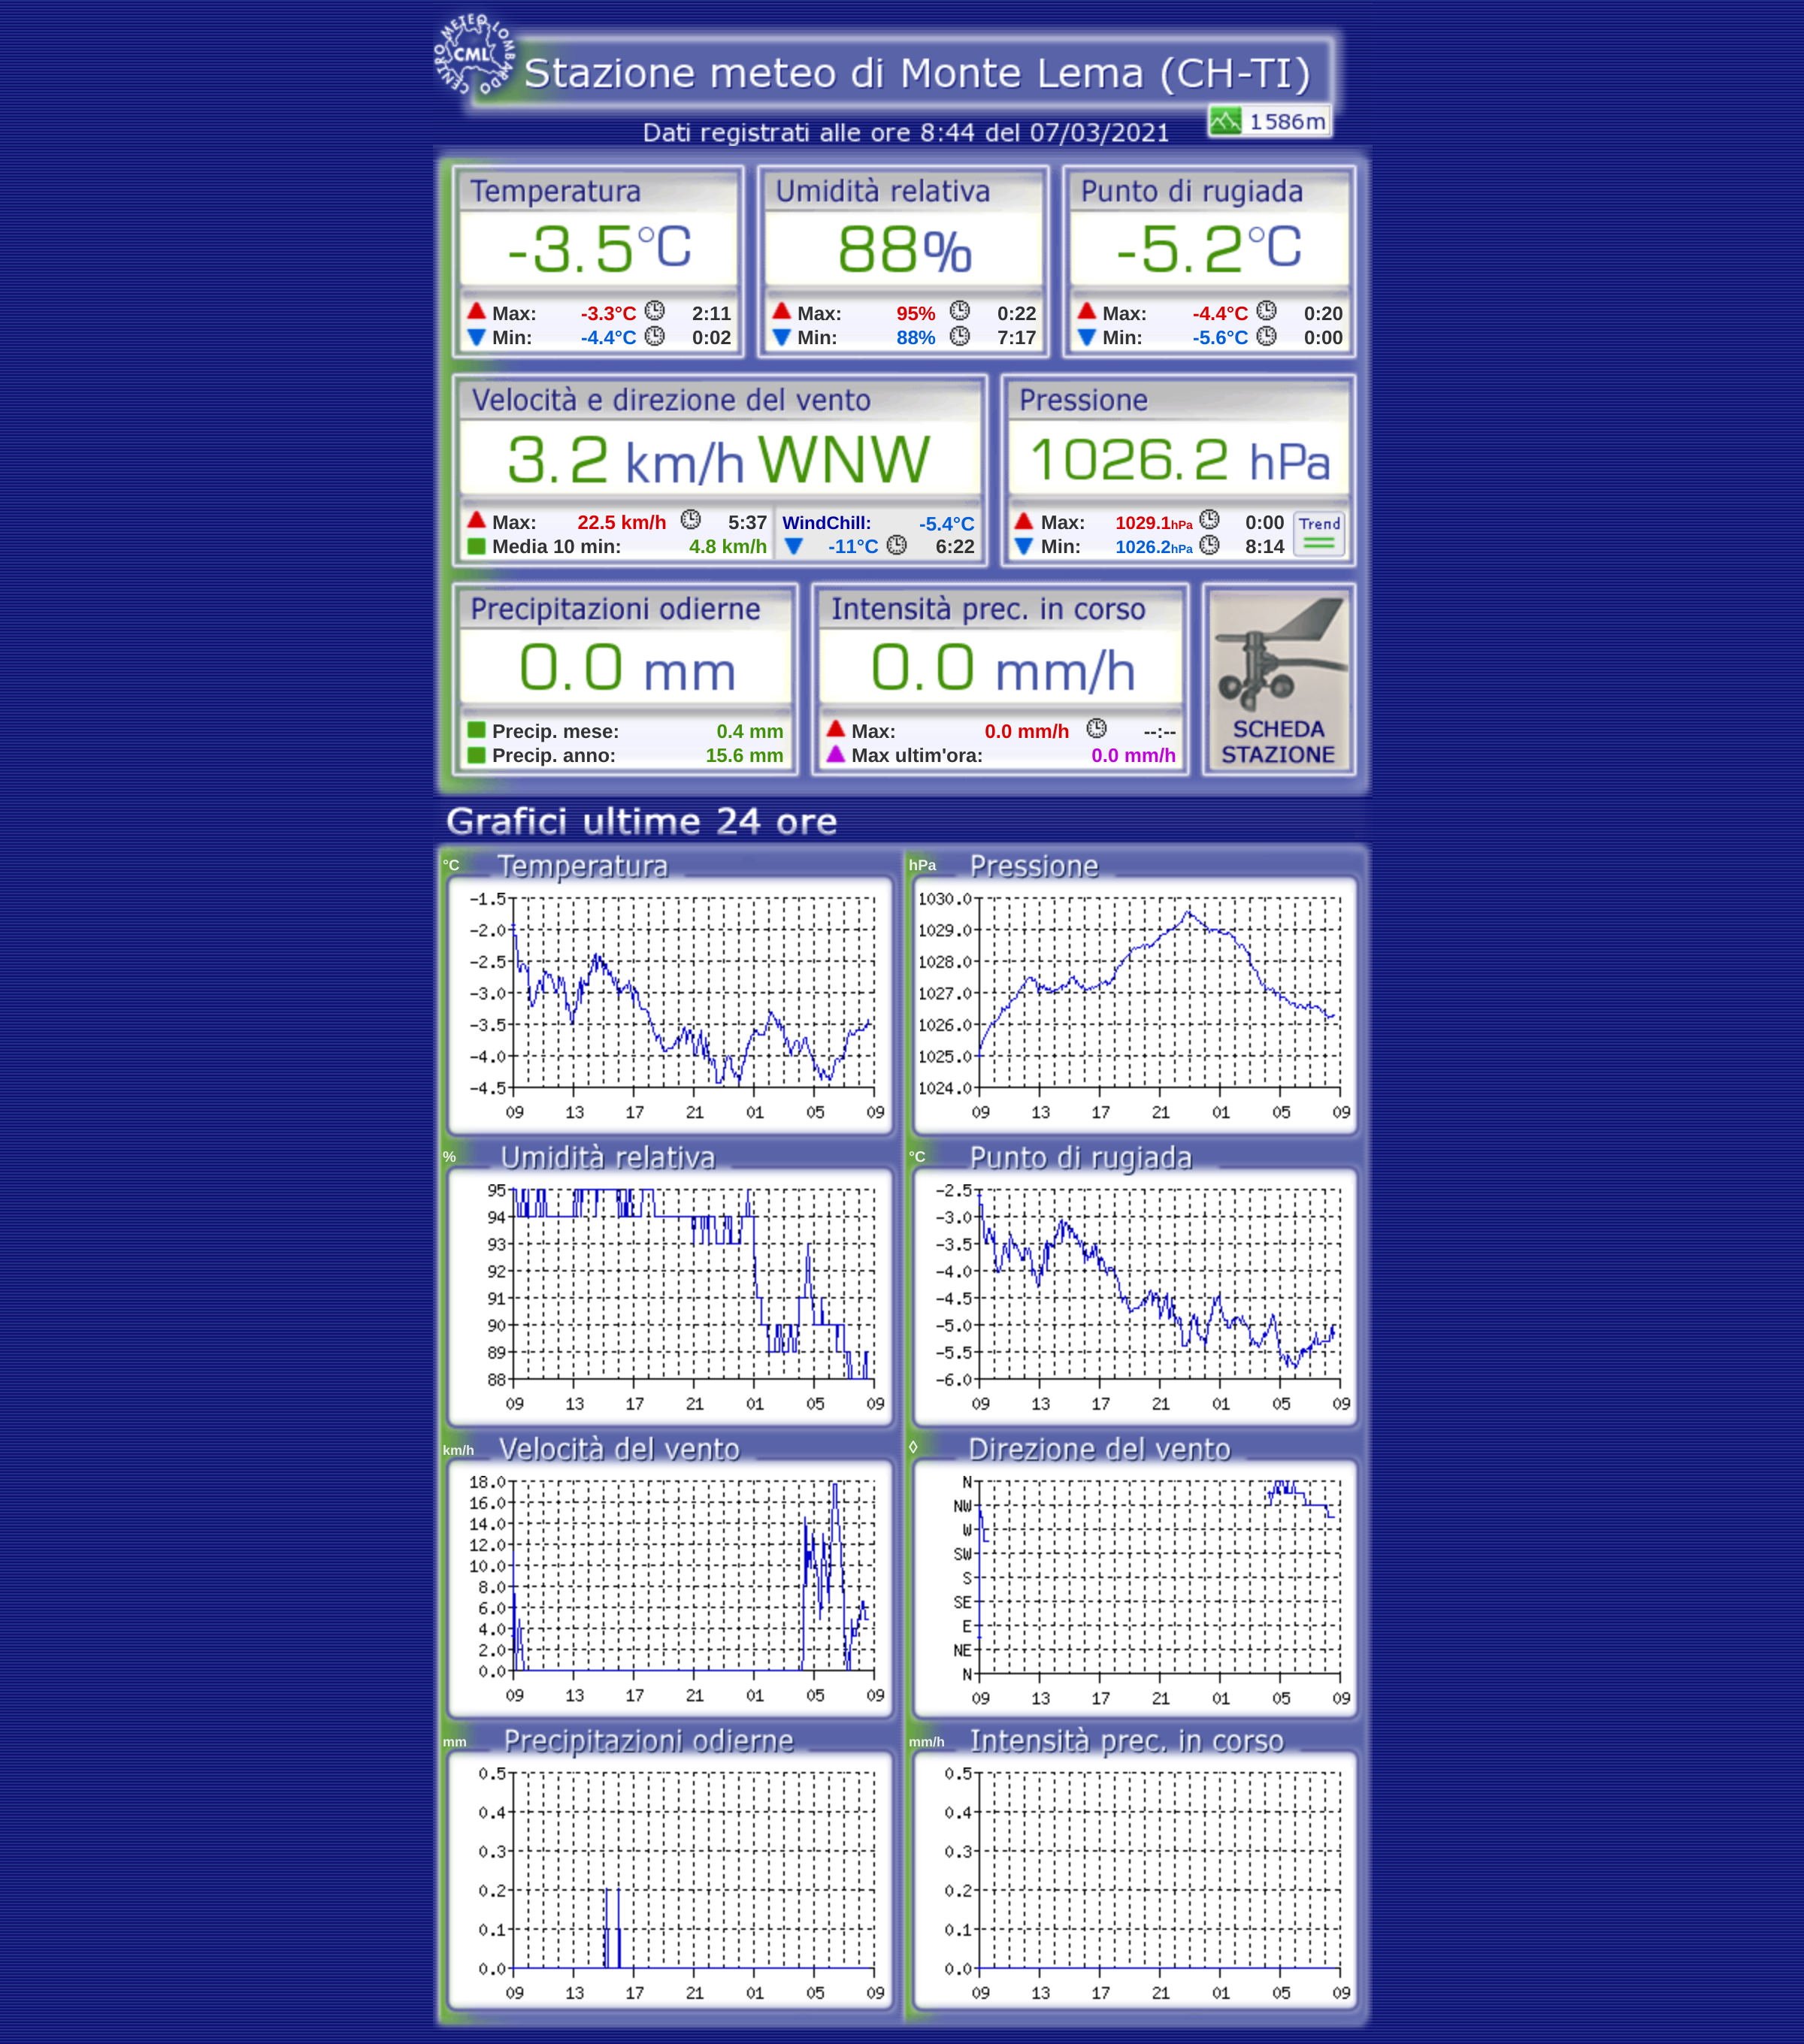 CENTRO METEO LOMBARDO
CML
Stazione meteo di Monte Lema (CH-TI)
1586m
Dati registrati alle ore 8:44 del 07/03/2021
Temperatura Umidità relativa Punto di rugiada
-3.5°C 88% -5.2°C
Max: -3.3°C 2:11 Max: 95% 0:22 Max: -4.4°C 0:20
Min: -4.4°C 0:02 Min: 88% 7:17 Min: -5.6°C 0:00
Velocità e direzione del vento Pressione
3.2 km/h WNW 1026.2 hPa
Max: 22.5 km/h 5:37 WindChill: -5.4°C Max: 1029.1hPa 0:00 Trend
Media 10 min: 4.8 km/h -11°C 6:22 Min: 1026.2hPa 8:14
Precipitazioni odierne Intensità prec. in corso
0.0 mm 0.0 mm/h
Precip. mese: 0.4 mm Max: 0.0 mm/h --:-- SCHEDA
Precip. anno: 15.6 mm Max ultim'ora: 0.0 mm/h STAZIONE
Grafici ultime 24 ore
°C Temperatura hPa Pressione
-1.5 1030.0
-2.0 1029.0
-2.5 1028.0
-3.0 1027.0
-3.5 1026.0
-4.0 1025.0
-4.5 1024.0
09 13 17 21 01 05 09 09 13 17 21 01 05 09
% Umidità relativa °C Punto di rugiada
95 -2.5
94 -3.0
93 -3.5
92 -4.0
91 -4.5
90 -5.0
89 -5.5
88 -6.0
09 13 17 21 01 05 09 09 13 17 21 01 05 09
km/h Velocità del vento ◊ Direzione del vento
18.0 N
16.0 NW
14.0 W
12.0 SW
10.0 S
8.0 SE
6.0 E
4.0 NE
2.0 N
0.0
09 13 17 21 01 05 09 09 13 17 21 01 05 09
mm Precipitazioni odierne mm/h Intensità prec. in corso
0.5 0.5
0.4 0.4
0.3 0.3
0.2 0.2
0.1 0.1
0.0 0.0
09 13 17 21 01 05 09 09 13 17 21 01 05 09